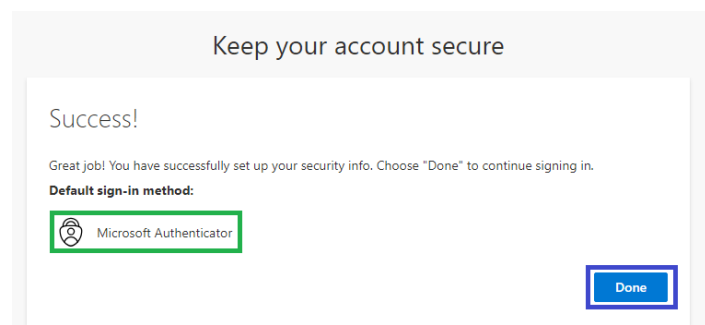 Keep your account secure
Success!
Great job! You have successfully set up your security info. Choose "Done" to continue signing in.
Default sign-in method:
Microsoft Authenticator
Done